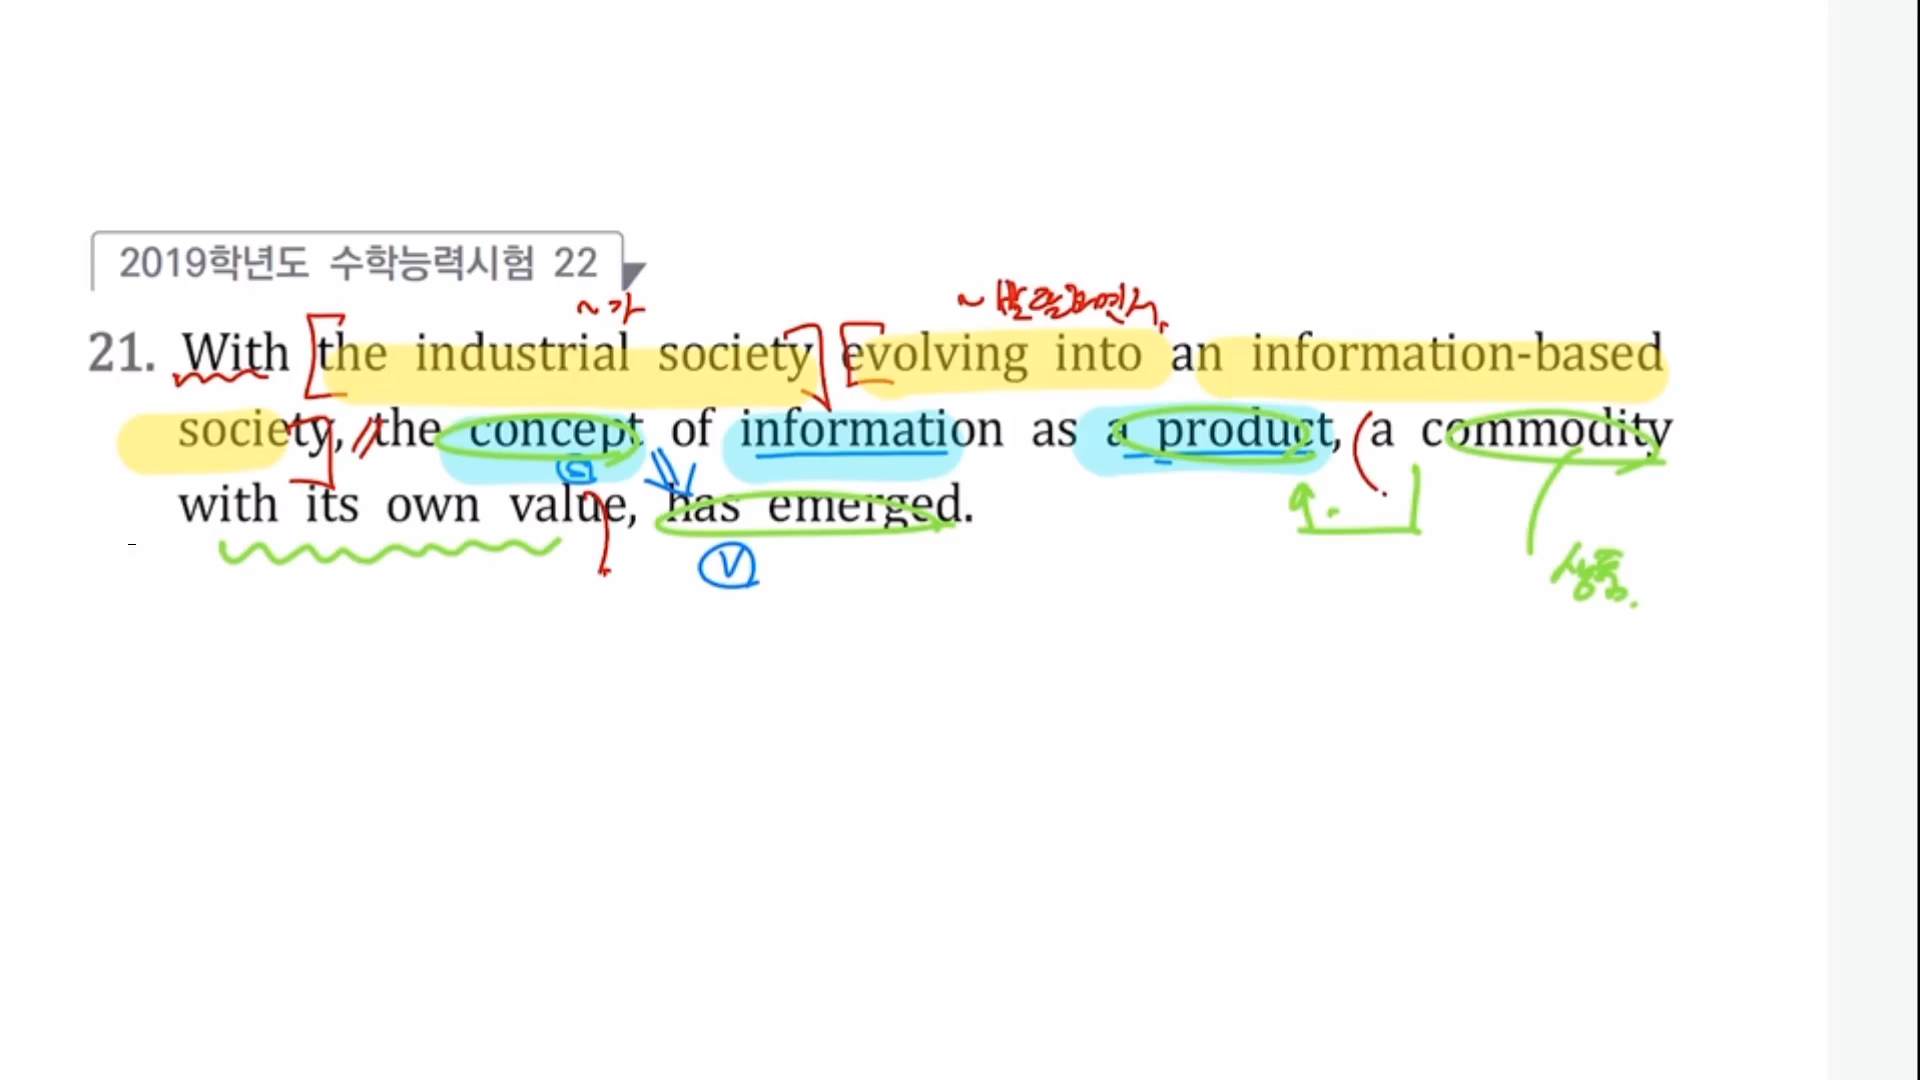 2019학년도 수학능력시험 22
~가
~발전하면서,
21. With the industrial society evolving into an information-based
society, the concept of information as a product, a commodity
S
with its own value, has emerged.
V
상품.